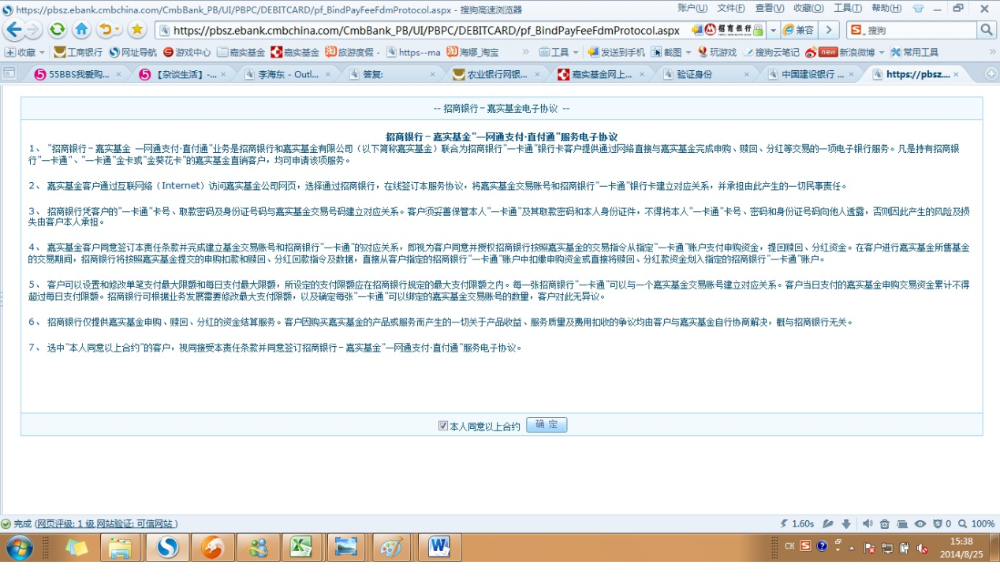 https://pbsz.ebank.cmbchina.com/CmbBank_PB/UI/PBPC/DEBITCARD/pf_BindPayFeeFdmProtocol.aspx - 搜狗高速浏览器
账户(U) 文件(F) 查看(V) 收藏(O) 工具(T) 帮助(H)
https://pbsz.ebank.cmbchina.com/CmbBank_PB/UI/PBPC/DEBITCARD/pf_BindPayFeeFdmProtocol.aspx 招商银行 兼容 搜狗
收藏 工商银行 网址导航 游戏中心 嘉实基金 嘉实基金 旅游度假 - https--ma 海娜_淘宝 » 工具 发送到手机 截图 玩游戏 搜狗云笔记 new 新浪微博 常用工具 »
55BBS我爱购... × 【杂谈生活】-... × 李海东 - Outl... × 答复: × 农业银行网银... × 嘉实基金网上... × 验证身份 × 中国建设银行 ... × https://pbsz.... ×
-- 招商银行－嘉实基金电子协议 --
招商银行－嘉实基金"一网通支付·直付通"服务电子协议
1、 "招商银行－嘉实基金 一网通支付·直付通"业务是招商银行和嘉实基金有限公司（以下简称嘉实基金）联合为招商银行"一卡通"银行卡客户提供通过网络直接与嘉实基金完成申购、赎回、分红等交易的一项电子银行服务。凡是持有招商银
行"一卡通"、"一卡通"金卡或"金葵花卡"的嘉实基金直销客户，均可申请该项服务。
2、 嘉实基金客户通过互联网络（Internet）访问嘉实基金公司网页，选择通过招商银行，在线签订本服务协议，将嘉实基金交易账号和招商银行"一卡通"银行卡建立对应关系，并承担由此产生的一切民事责任。
3、 招商银行凭客户的"一卡通"卡号、取款密码及身份证号码与嘉实基金交易号码建立对应关系。客户须妥善保管本人"一卡通"及其取款密码和本人身份证件，不得将本人"一卡通"卡号、密码和身份证号码向他人透露，否则因此产生的风险及损
失由客户本人承担。
4、 嘉实基金客户同意签订本责任条款并完成建立基金交易账号和招商银行"一卡通"的对应关系，即视为客户同意并授权招商银行按照嘉实基金的交易指令从指定"一卡通"账户支付申购资金，提回赎回、分红资金。在客户进行嘉实基金所售基金
的交易期间，招商银行将按照嘉实基金提交的申购扣款和赎回、分红回款指令及数据，直接从客户指定的招商银行"一卡通"账户中扣缴申购资金或直接将赎回、分红款资金划入指定的招商银行"一卡通"账户。
5、 客户可以设置和修改单笔支付最大限额和每日支付最大限额，所设定的支付限额应在招商银行规定的最大支付限额之内。每一张招商银行"一卡通"可以与一个嘉实基金交易账号建立对应关系。客户当日支付的嘉实基金申购交易资金累计不得
超过每日支付限额。招商银行可根据业务发展需要修改最大支付限额，以及确定每张"一卡通"可以绑定的嘉实基金交易账号的数量，客户对此无异议。
6、 招商银行仅提供嘉实基金申购、赎回、分红的资金结算服务。客户因购买嘉实基金的产品或服务而产生的一切关于产品收益、服务质量及费用扣收的争议均由客户与嘉实基金自行协商解决，概与招商银行无关。
7、 选中"本人同意以上合约"的客户，视同接受本责任条款并同意签订招商银行－嘉实基金"一网通支付·直付通"服务电子协议。
本人同意以上合约 确 定
完成 (网页评级: 1 级,网站验证: 可信网站 ) 1.60s 0 100%
CH 15:38
2014/8/25